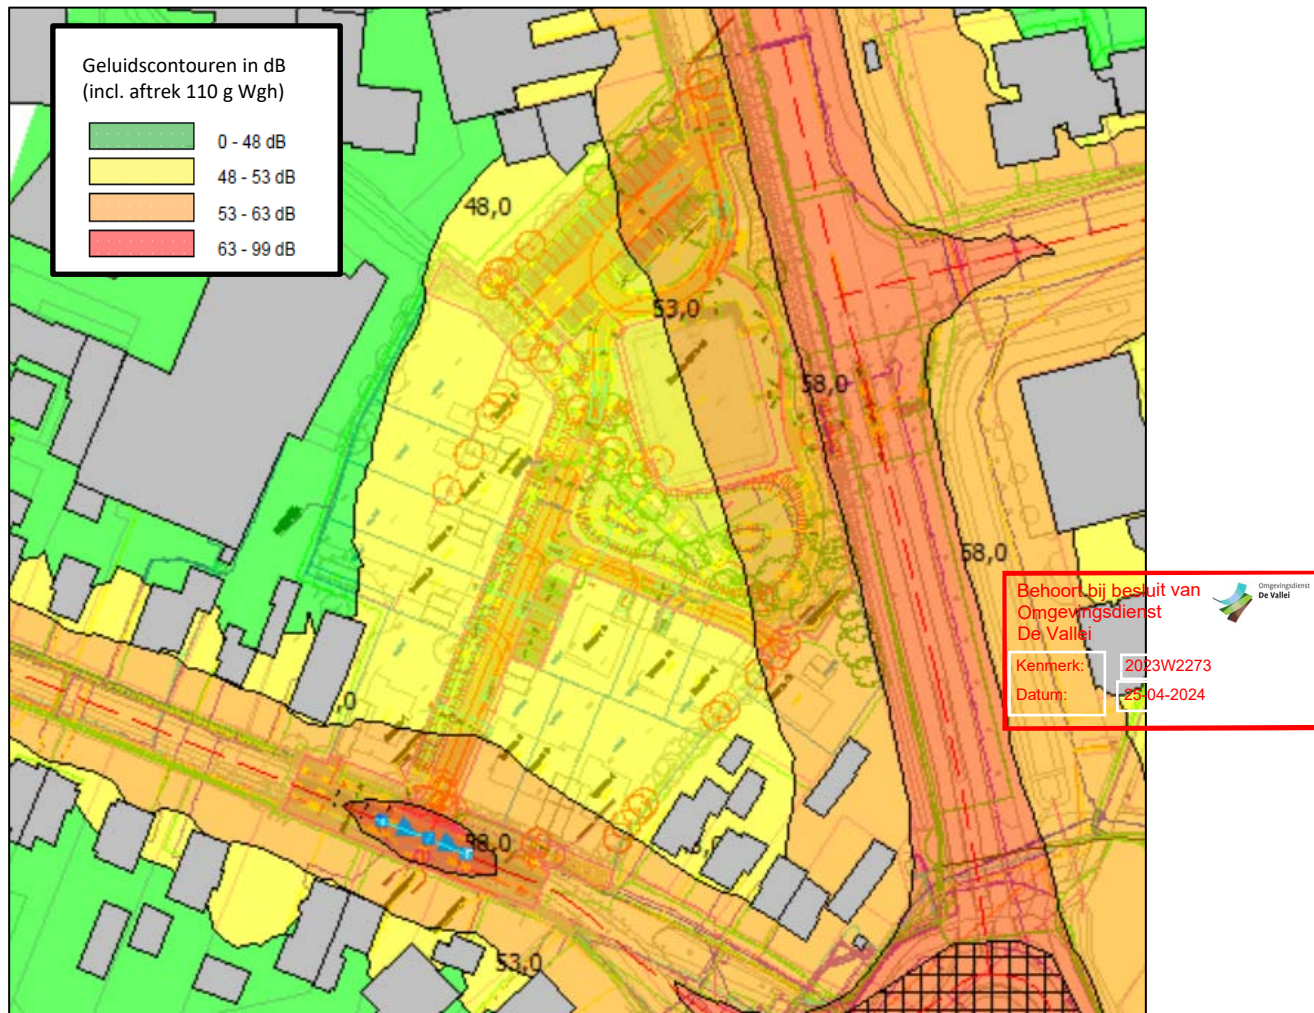 Geluidscontouren in dB
(incl. aftrek 110 g Wgh)
0 - 48 dB
48 - 53 dB
53 - 63 dB
63 - 99 dB
48,0
53,0
58,0
58,0
58,0
53,0
Behoort bij besluit van
Omgevingsdienst
De Vallei
Omgevingsdienst
De Vallei
Kenmerk: 2023W2273
Datum: 25-04-2024